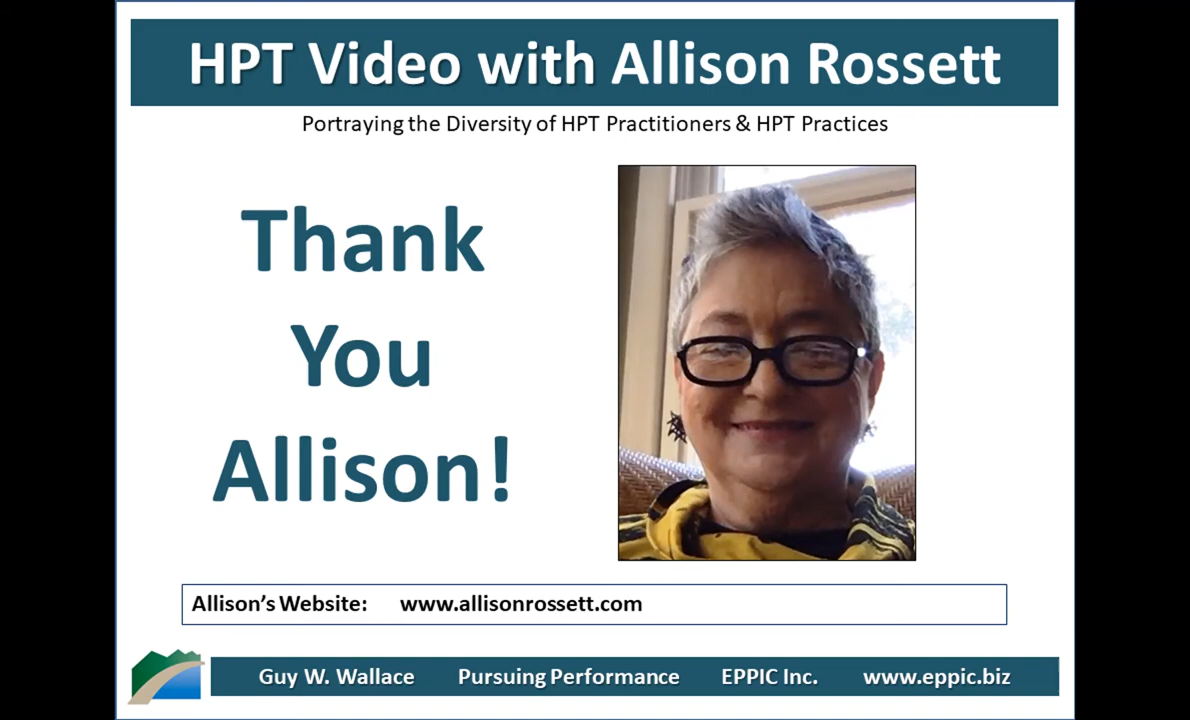 HPT Video with Allison Rossett
Portraying the Diversity of HPT Practitioners & HPT Practices
Thank
You
Allison!
Allison's Website: www.allisonrossett.com
Guy W. Wallace Pursuing Performance EPPIC Inc. www.eppic.biz